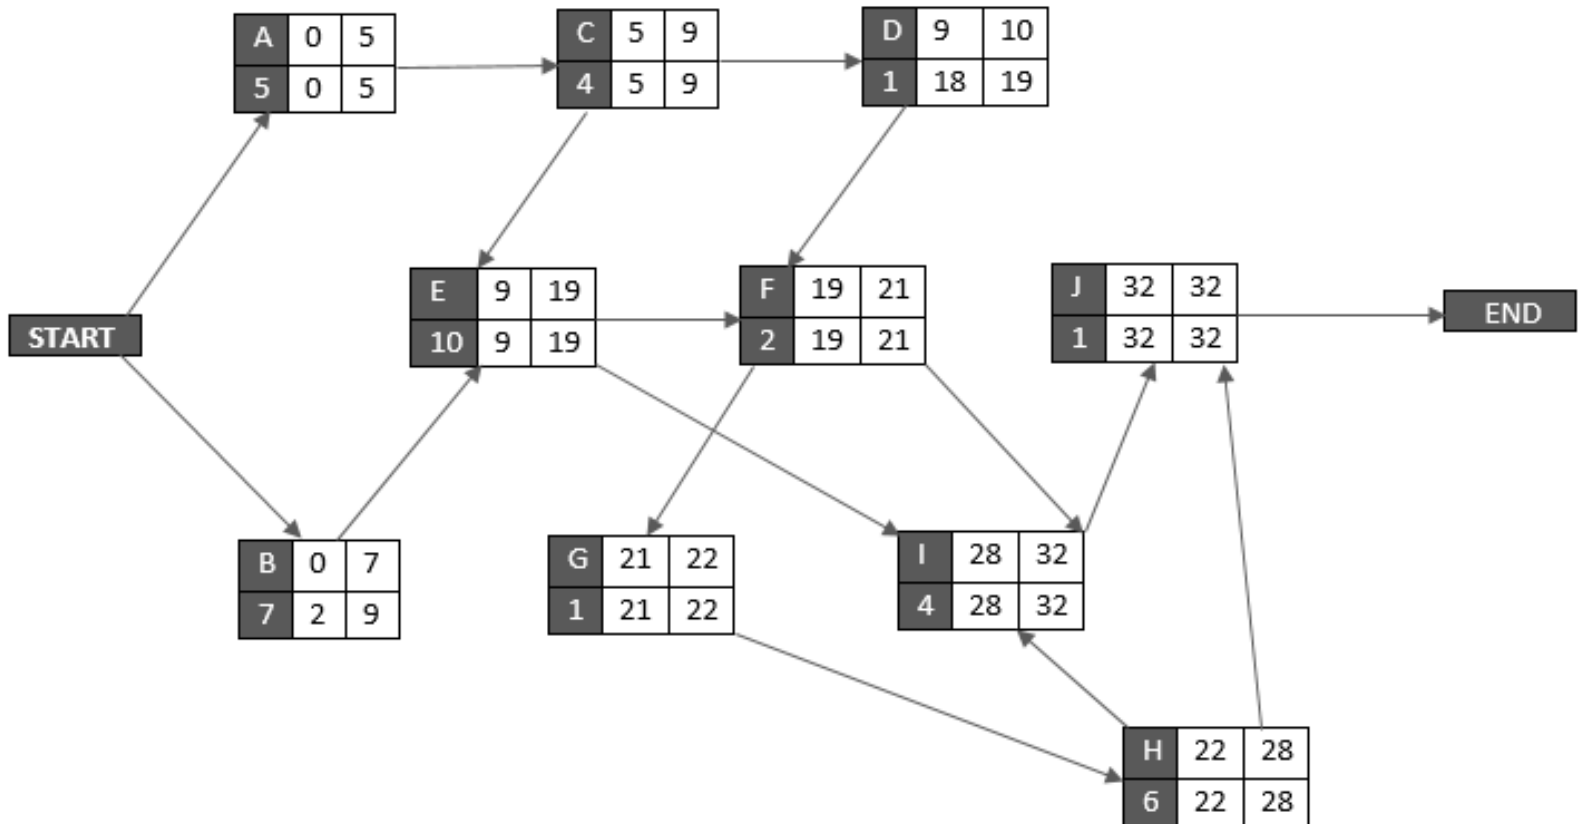 A 0 5
5 0 5
C 5 9
4 5 9
D 9 10
1 18 19
START
E 9 19
10 9 19
F 19 21
2 19 21
J 32 32
1 32 32
END
B 0 7
7 2 9
G 21 22
1 21 22
I 28 32
4 28 32
H 22 28
6 22 28